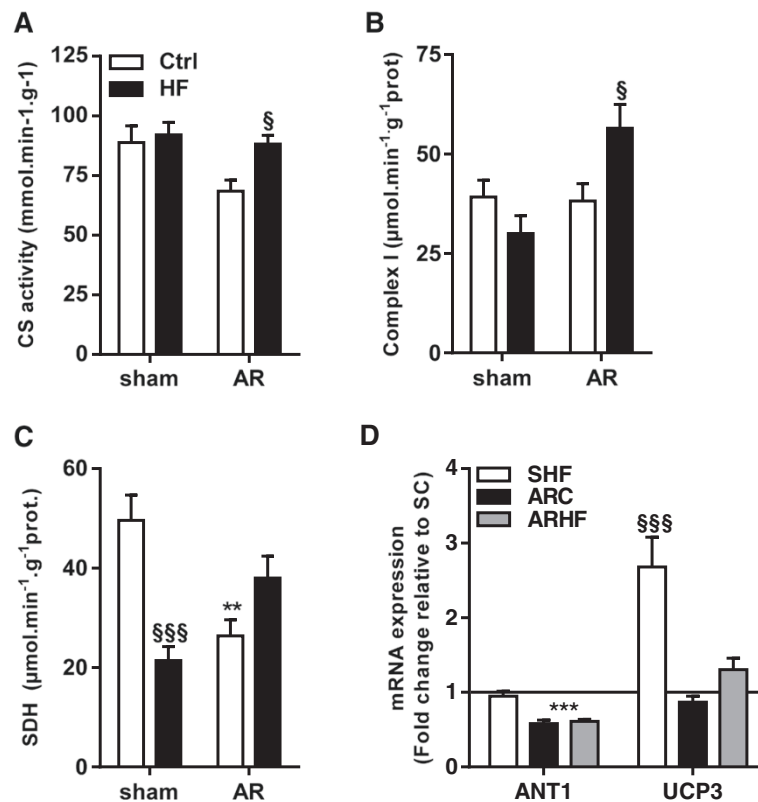 A
CS activity (mmol.min-1.g-1)
125
100
75
50
25
0
Ctrl
HF
§
sham
AR
B
Complex I (µmol.min⁻¹·g⁻¹prot)
75
50
25
0
§
sham
AR
C
SDH (µmol.min⁻¹.g⁻¹prot.)
60
40
20
0
§§§
**
sham
AR
D
mRNA expression
(Fold change relative to SC)
4
3
2
1
0
SHF
ARC
ARHF
§§§
***
ANT1
UCP3